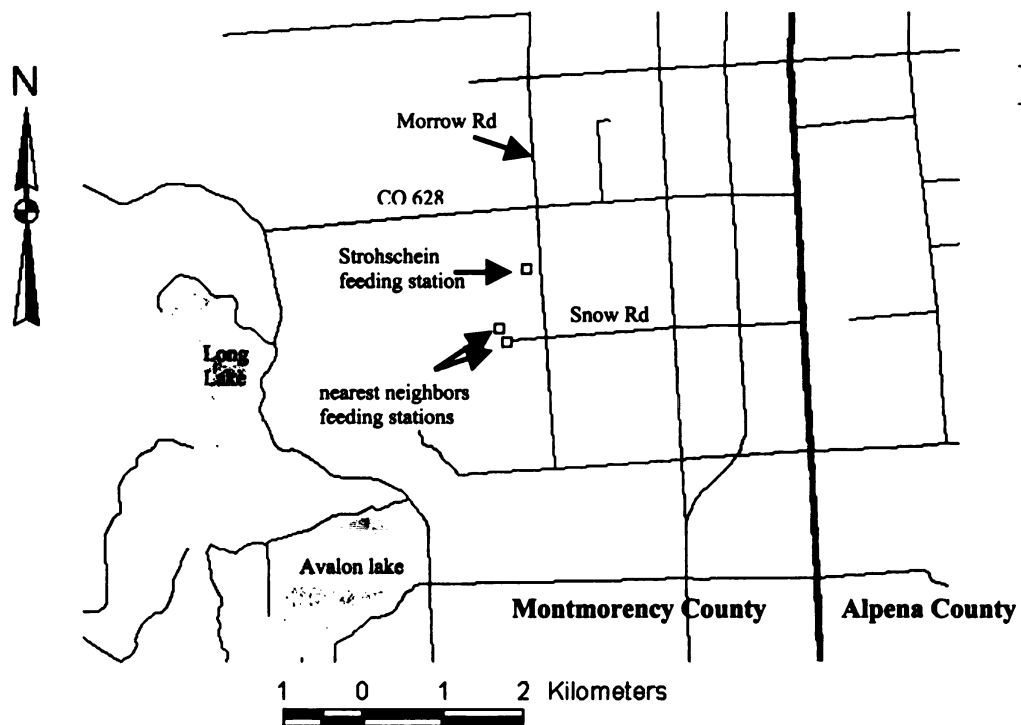 N
Morrow Rd
CO 628
Strohschein
feeding station
Snow Rd
Long
Lake
nearest neighbors
feeding stations
Avalon lake
Montmorency County
Alpena County
1 0 1 2 Kilometers